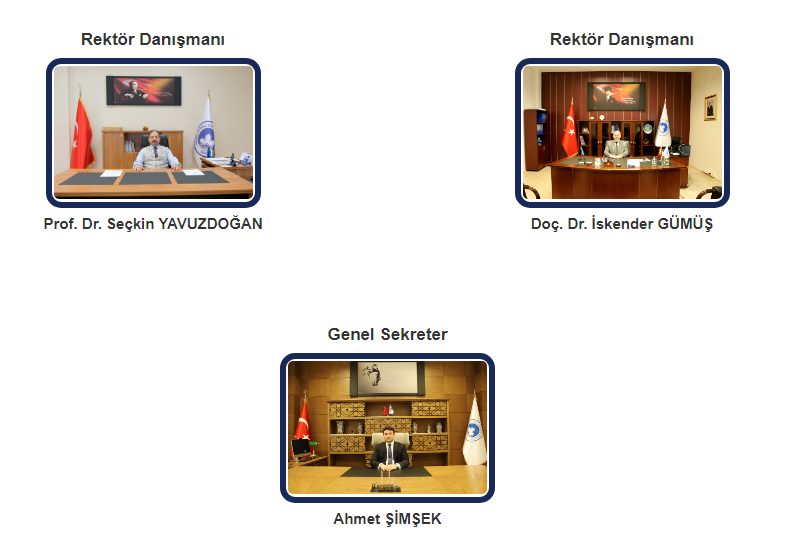 Rektör Danışmanı
Rektör Danışmanı
Prof. Dr. Seçkin YAVUZDOĞAN
Doç. Dr. İskender GÜMÜŞ
Genel Sekreter
Ahmet ŞİMŞEK